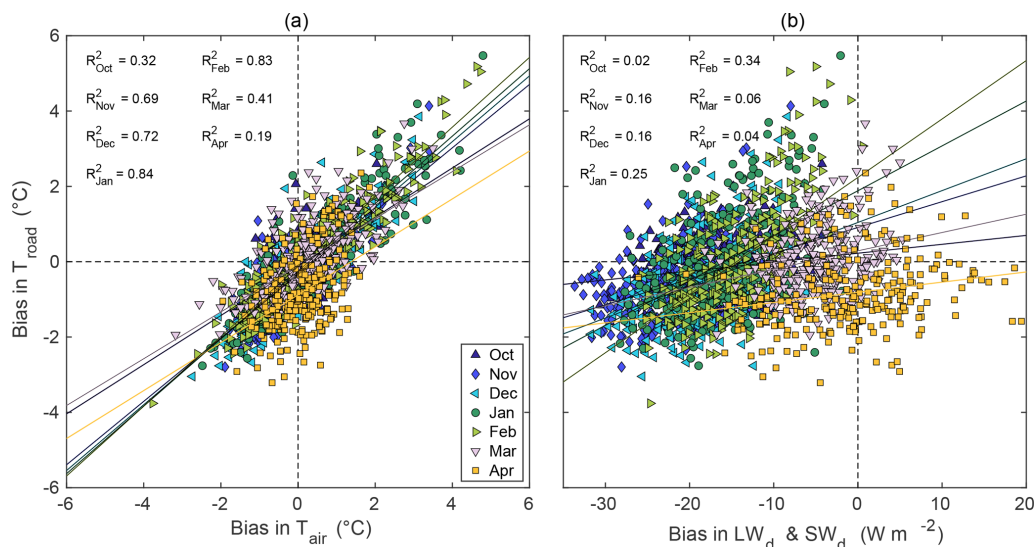 (a)
R²Oct = 0.32 R²Feb = 0.83
R²Nov = 0.69 R²Mar = 0.41
R²Dec = 0.72 R²Apr = 0.19
R²Jan = 0.84
6
4
2
0
-2
-4
-6
Bias in T_road (°C)
Oct
Nov
Dec
Jan
Feb
Mar
Apr
-6 -4 -2 0 2 4 6
Bias in T_air (°C)
(b)
R²Oct = 0.02 R²Feb = 0.34
R²Nov = 0.16 R²Mar = 0.06
R²Dec = 0.16 R²Apr = 0.04
R²Jan = 0.25
-30 -20 -10 0 10 20
Bias in LW_d & SW_d (W m⁻²)